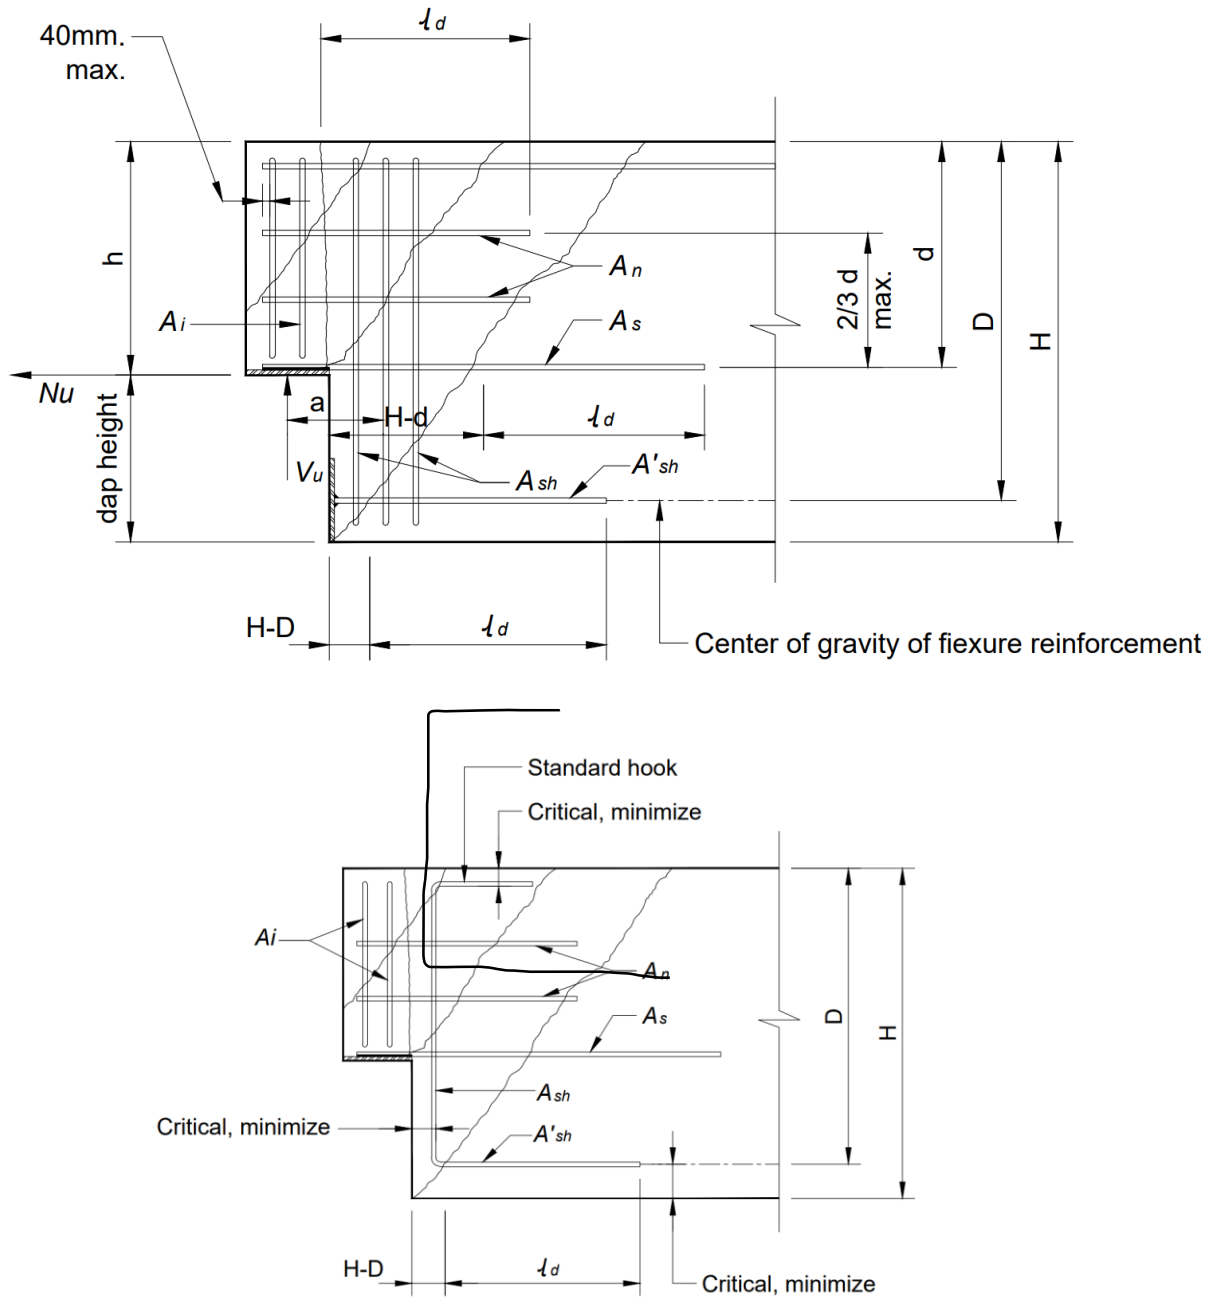 ld
40mm.
max.
h
d
D
H
2/3 d
max.
An
Ai
As
Nu
a
H-d
ld
dap height
Vu
Ash
A'sh
H-D
ld
Center of gravity of fiexure reinforcement
Standard hook
Critical, minimize
Ai
An
As
D
H
Ash
Critical, minimize
A'sh
H-D
ld
Critical, minimize